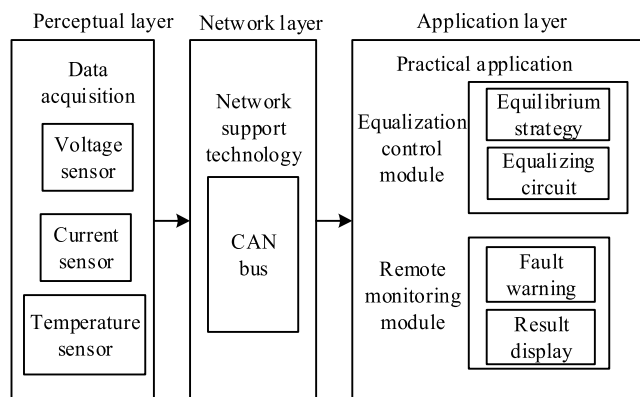 Perceptual layer
Network layer
Application layer
Data
acquisition
Voltage
sensor
Current
sensor
Temperature
sensor
Network
support
technology
CAN
bus
Practical application
Equalization
control
module
Equilibrium
strategy
Equalizing
circuit
Remote
monitoring
module
Fault
warning
Result
display